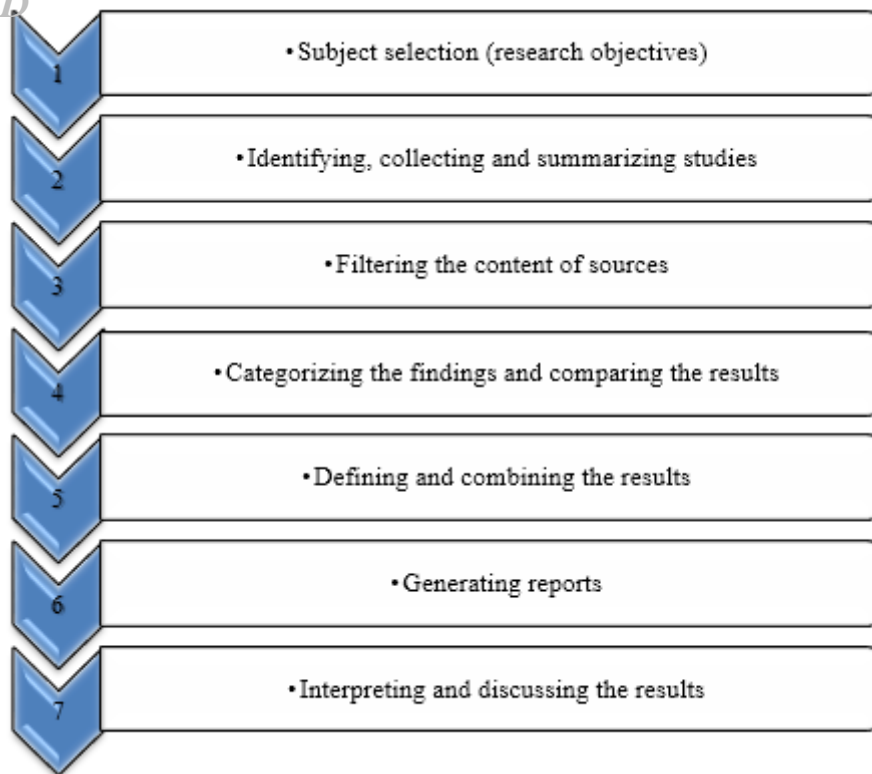 1
•Subject selection (research objectives)
2
•Identifying, collecting and summarizing studies
3
•Filtering the content of sources
4
•Categorizing the findings and comparing the results
5
•Defining and combining the results
6
•Generating reports
7
•Interpreting and discussing the results